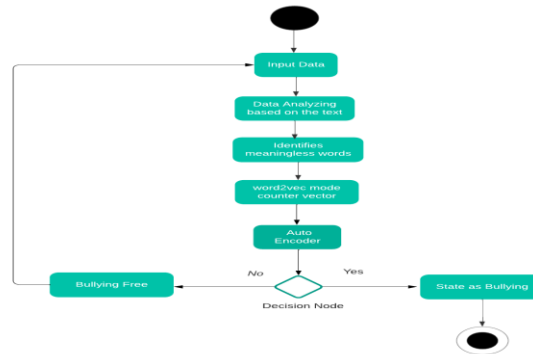 Input Data
Data Analyzing
based on the text
Identifies
meaningless words
word2vec mode
counter vector
Auto
Encoder
No
Yes
Bullying Free
Decision Node
State as Bullying